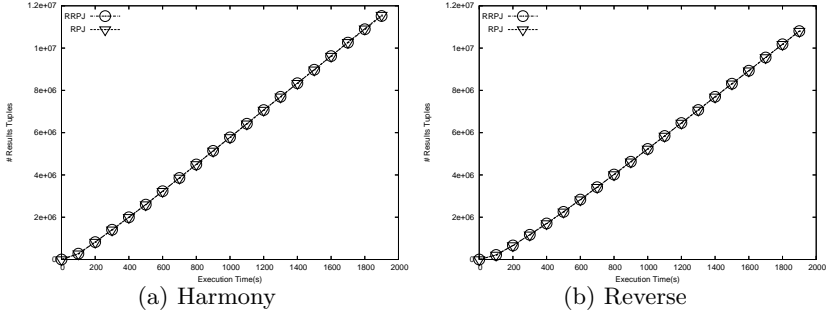 1.2e+07
RRPJ
RPJ
1e+07
8e+06
6e+06
4e+06
2e+06
0
# Results Tuples
0 200 400 600 800 1000 1200 1400 1600 1800 2000
Execution Time(s)
(a) Harmony
1.2e+07
RRPJ
RPJ
1e+07
8e+06
6e+06
4e+06
2e+06
0
# Results Tuples
0 200 400 600 800 1000 1200 1400 1600 1800 2000
Execution Time(s)
(b) Reverse